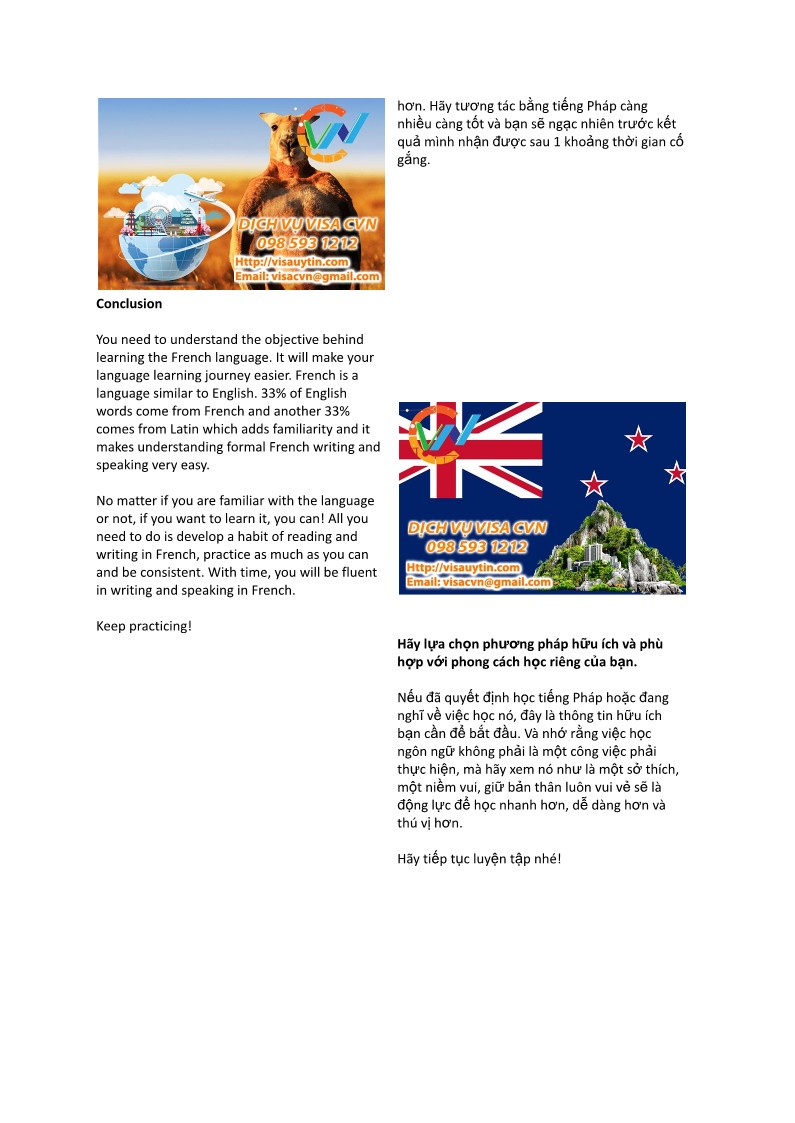 CVN
DỊCH VỤ VISA CVN
098 593 1212
Http://visauytin.com
Email: visacvn@gmail.com
Conclusion
You need to understand the objective behind
learning the French language. It will make your
language learning journey easier. French is a
language similar to English. 33% of English
words come from French and another 33%
comes from Latin which adds familiarity and it
makes understanding formal French writing and
speaking very easy.
No matter if you are familiar with the language
or not, if you want to learn it, you can! All you
need to do is develop a habit of reading and
writing in French, practice as much as you can
and be consistent. With time, you will be fluent
in writing and speaking in French.
Keep practicing!
hơn. Hãy tương tác bằng tiếng Pháp càng
nhiều càng tốt và bạn sẽ ngạc nhiên trước kết
quả mình nhận được sau 1 khoảng thời gian cố
gắng.
CVN
DỊCH VỤ VISA CVN
098 593 1212
Http://visauytin.com
Email: visacvn@gmail.com
Hãy lựa chọn phương pháp hữu ích và phù
hợp với phong cách học riêng của bạn.
Nếu đã quyết định học tiếng Pháp hoặc đang
nghĩ về việc học nó, đây là thông tin hữu ích
bạn cần để bắt đầu. Và nhớ rằng việc học
ngôn ngữ không phải là một công việc phải
thực hiện, mà hãy xem nó như là một sở thích,
một niềm vui, giữ bản thân luôn vui vẻ sẽ là
động lực để học nhanh hơn, dễ dàng hơn và
thú vị hơn.
Hãy tiếp tục luyện tập nhé!